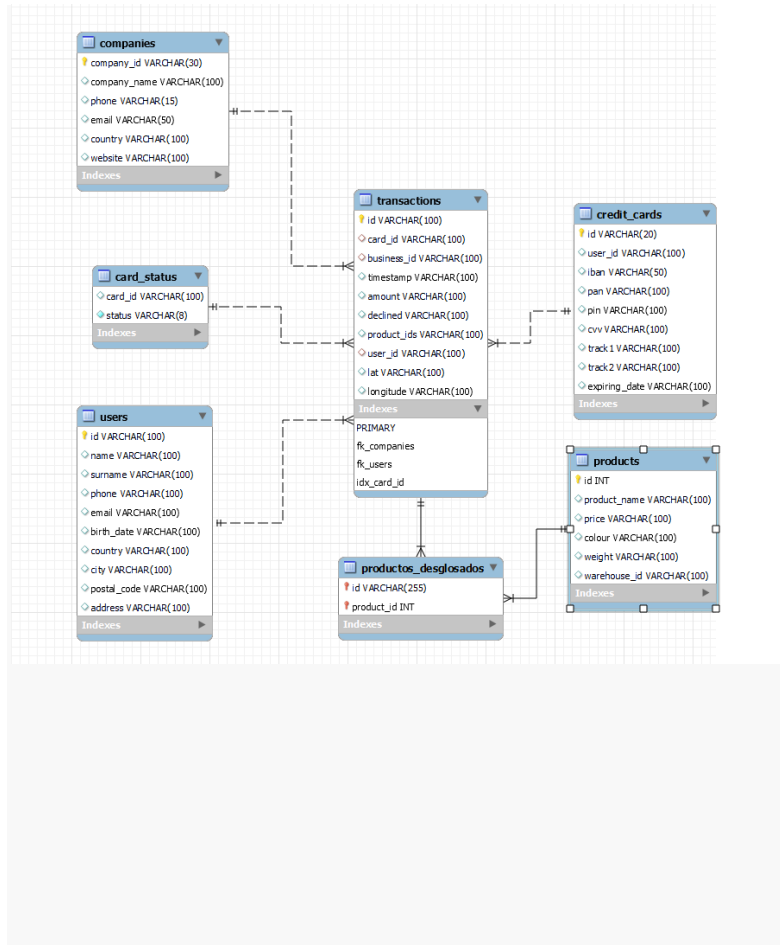 companies
company_id VARCHAR(30)
company_name VARCHAR(100)
phone VARCHAR(15)
email VARCHAR(50)
country VARCHAR(100)
website VARCHAR(100)
Indexes
transactions
id VARCHAR(100)
card_id VARCHAR(100)
business_id VARCHAR(100)
timestamp VARCHAR(100)
amount VARCHAR(100)
declined VARCHAR(100)
product_ids VARCHAR(100)
user_id VARCHAR(100)
lat VARCHAR(100)
longitude VARCHAR(100)
Indexes
PRIMARY
fk_companies
fk_users
idx_card_id
credit_cards
id VARCHAR(20)
user_id VARCHAR(100)
iban VARCHAR(50)
pan VARCHAR(100)
pin VARCHAR(100)
cvv VARCHAR(100)
track1 VARCHAR(100)
track2 VARCHAR(100)
expiring_date VARCHAR(100)
Indexes
card_status
card_id VARCHAR(100)
status VARCHAR(8)
Indexes
users
id VARCHAR(100)
name VARCHAR(100)
surname VARCHAR(100)
phone VARCHAR(100)
email VARCHAR(100)
birth_date VARCHAR(100)
country VARCHAR(100)
city VARCHAR(100)
postal_code VARCHAR(100)
address VARCHAR(100)
Indexes
products
id INT
product_name VARCHAR(100)
price VARCHAR(100)
colour VARCHAR(100)
weight VARCHAR(100)
warehouse_id VARCHAR(100)
Indexes
productos_desglosados
id VARCHAR(255)
product_id INT
Indexes